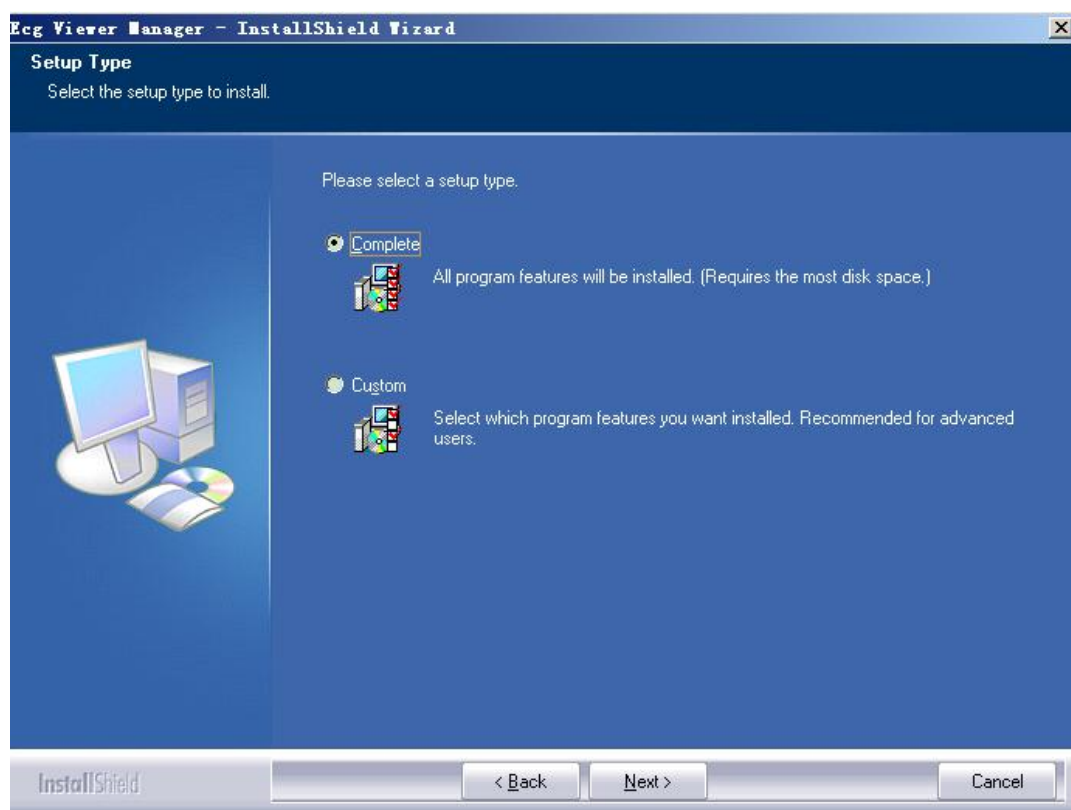 Ecg Viewer Manager - InstallShield Wizard
Setup Type
Select the setup type to install.
Please select a setup type.
Complete
All program features will be installed. (Requires the most disk space.)
Custom
Select which program features you want installed. Recommended for advanced
users.
InstallShield
< Back
Next >
Cancel